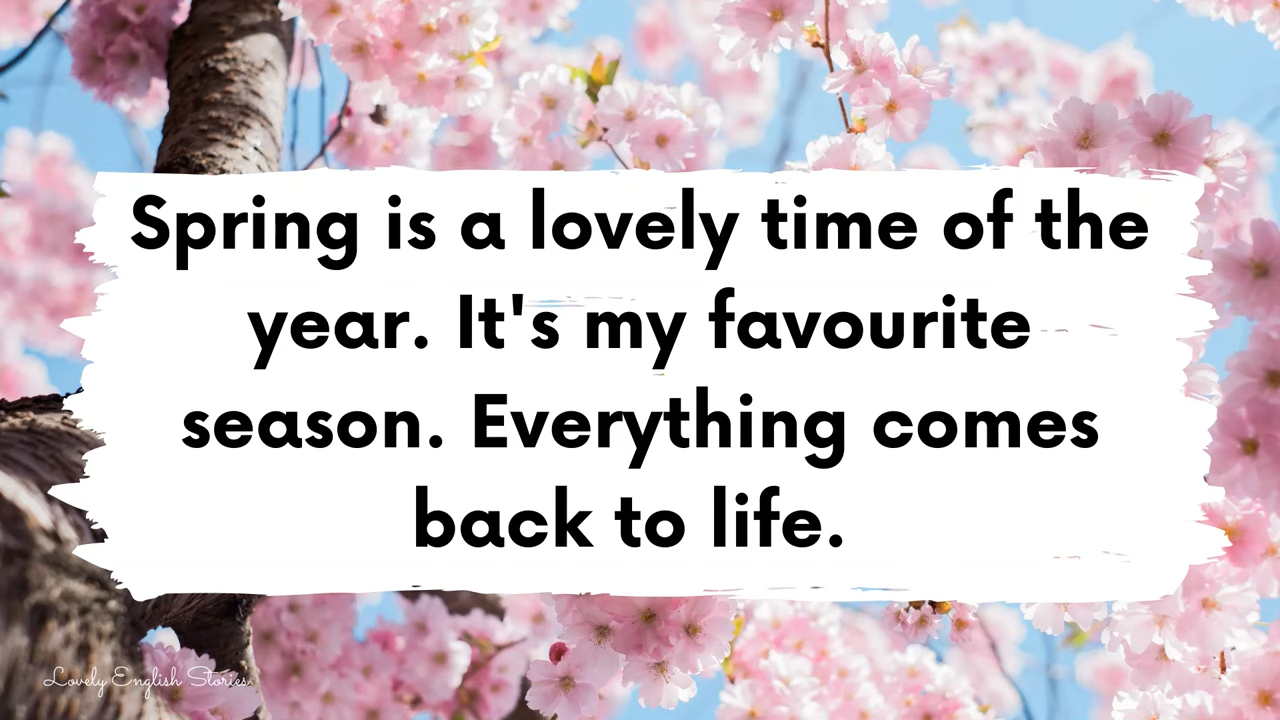 Spring is a lovely time of the
year. It's my favourite
season. Everything comes
back to life.
Lovely English Stories